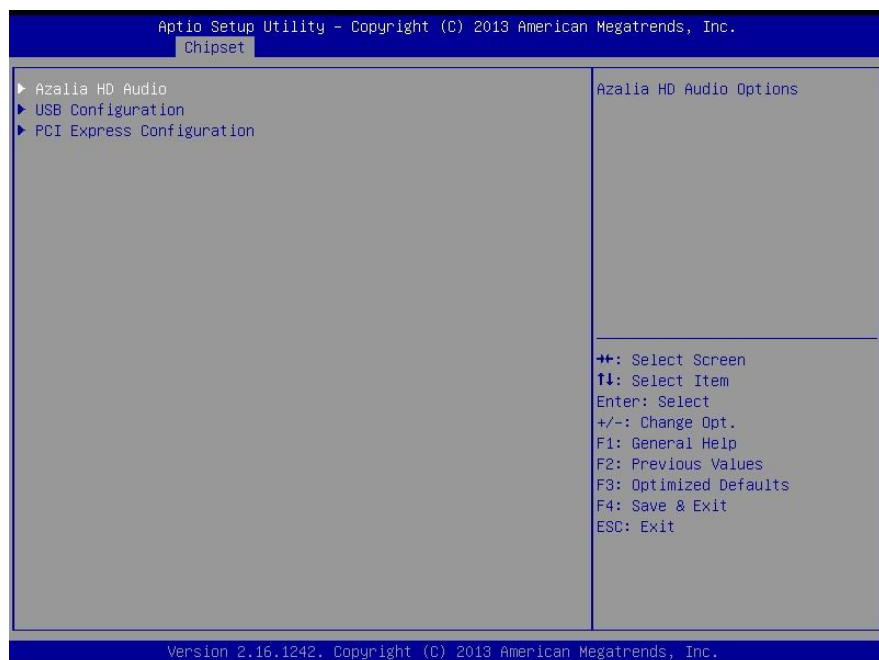 Aptio Setup Utility – Copyright (C) 2013 American Megatrends, Inc.
Chipset
Azalia HD Audio
USB Configuration
PCI Express Configuration
Azalia HD Audio Options
→←: Select Screen
↑↓: Select Item
Enter: Select
+/-: Change Opt.
F1: General Help
F2: Previous Values
F3: Optimized Defaults
F4: Save & Exit
ESC: Exit
Version 2.16.1242. Copyright (C) 2013 American Megatrends, Inc.